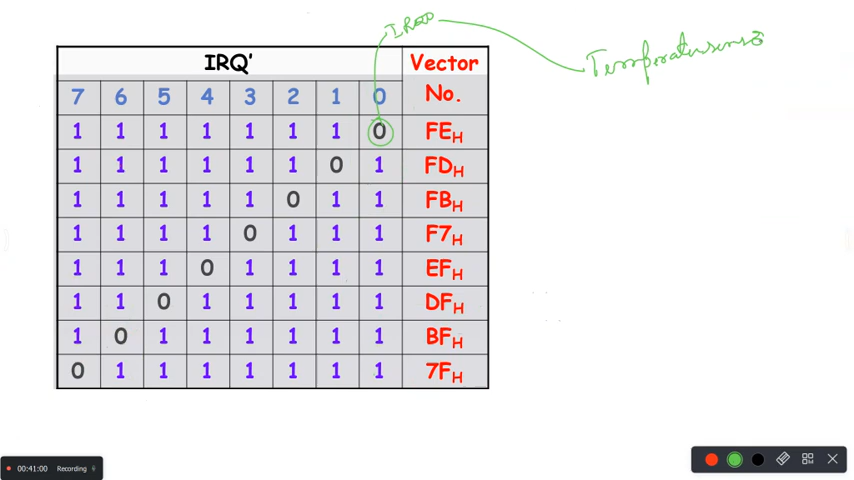 IRQ0
Temperature sensor
IRQ' Vector
7 6 5 4 3 2 1 0 No.
1 1 1 1 1 1 1 0 FEH
1 1 1 1 1 1 0 1 FDH
1 1 1 1 1 0 1 1 FBH
1 1 1 1 0 1 1 1 F7H
1 1 1 0 1 1 1 1 EFH
1 1 0 1 1 1 1 1 DFH
1 0 1 1 1 1 1 1 BFH
0 1 1 1 1 1 1 1 7FH
00:41:00 Recording